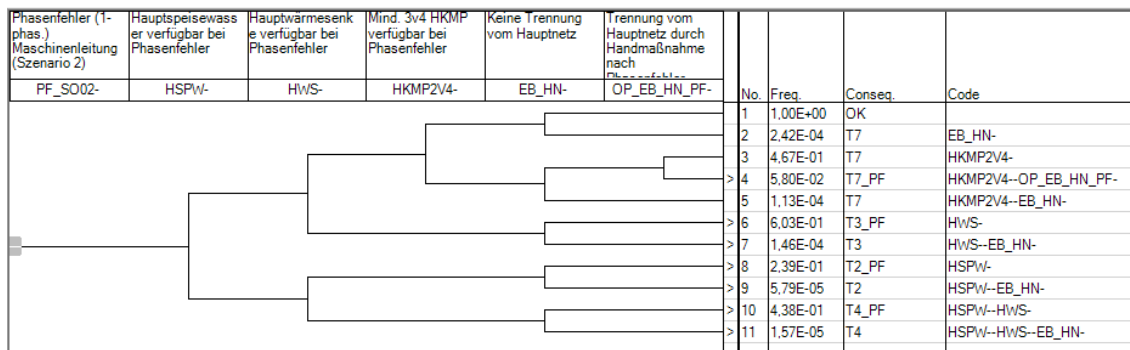 Phasenfehler (1-
phas.)
Maschinenleitung
(Szenario 2)
Hauptspeisewass
er verfügbar bei
Phasenfehler
Hauptwärmesenk
e verfügbar bei
Phasenfehler
Mind. 3v4 HKMP
verfügbar bei
Phasenfehler
Keine Trennung
vom Hauptnetz
Trennung vom
Hauptnetz durch
Handmaßnahme
nach
PF_SO02- HSPW- HWS- HKMP2V4- EB_HN- OP_EB_HN_PF- No. Freq. Conseq. Code
1 1,00E+00 OK
2 2,42E-04 T7 EB_HN-
3 4,67E-01 T7 HKMP2V4-
> 4 5,80E-02 T7_PF HKMP2V4--OP_EB_HN_PF-
5 1,13E-04 T7 HKMP2V4--EB_HN-
> 6 6,03E-01 T3_PF HWS-
> 7 1,46E-04 T3 HWS--EB_HN-
> 8 2,39E-01 T2_PF HSPW-
> 9 5,79E-05 T2 HSPW--EB_HN-
> 10 4,38E-01 T4_PF HSPW--HWS-
> 11 1,57E-05 T4 HSPW--HWS--EB_HN-